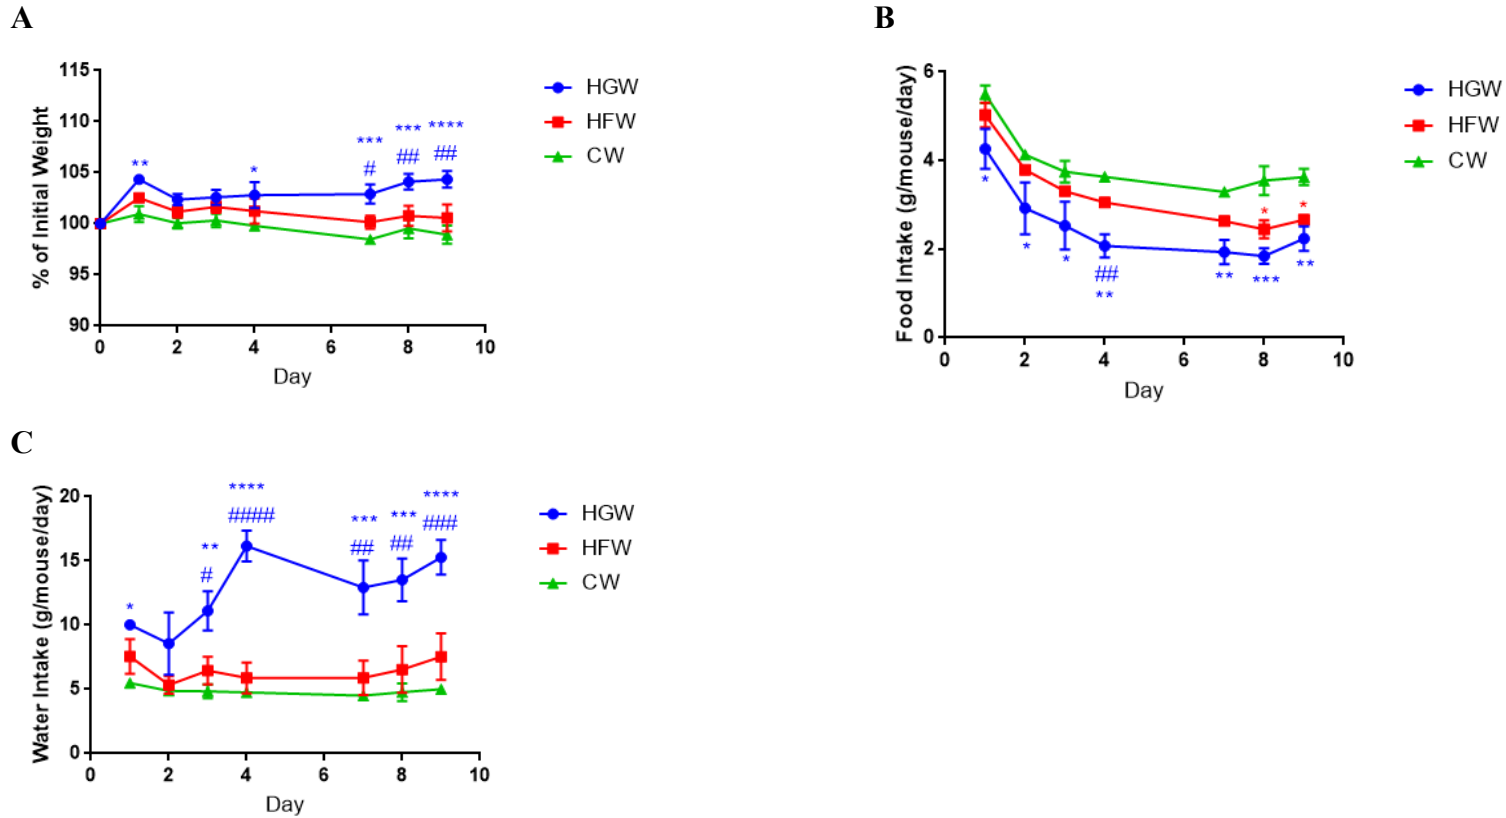 A
% of Initial Weight
115
110
105
100
95
90
0 2 4 6 8 10
Day
** * *** *** ****
# ## ##
HGW
HFW
CW
B
Food Intake (g/mouse/day)
6
4
2
0
0 2 4 6 8 10
Day
* *
* * * ## ** *** **
**
HGW
HFW
CW
C
Water Intake (g/mouse/day)
20
15
10
5
0
0 2 4 6 8 10
Day
* ** **** *** *** ****
# #### ## ## ###
HGW
HFW
CW